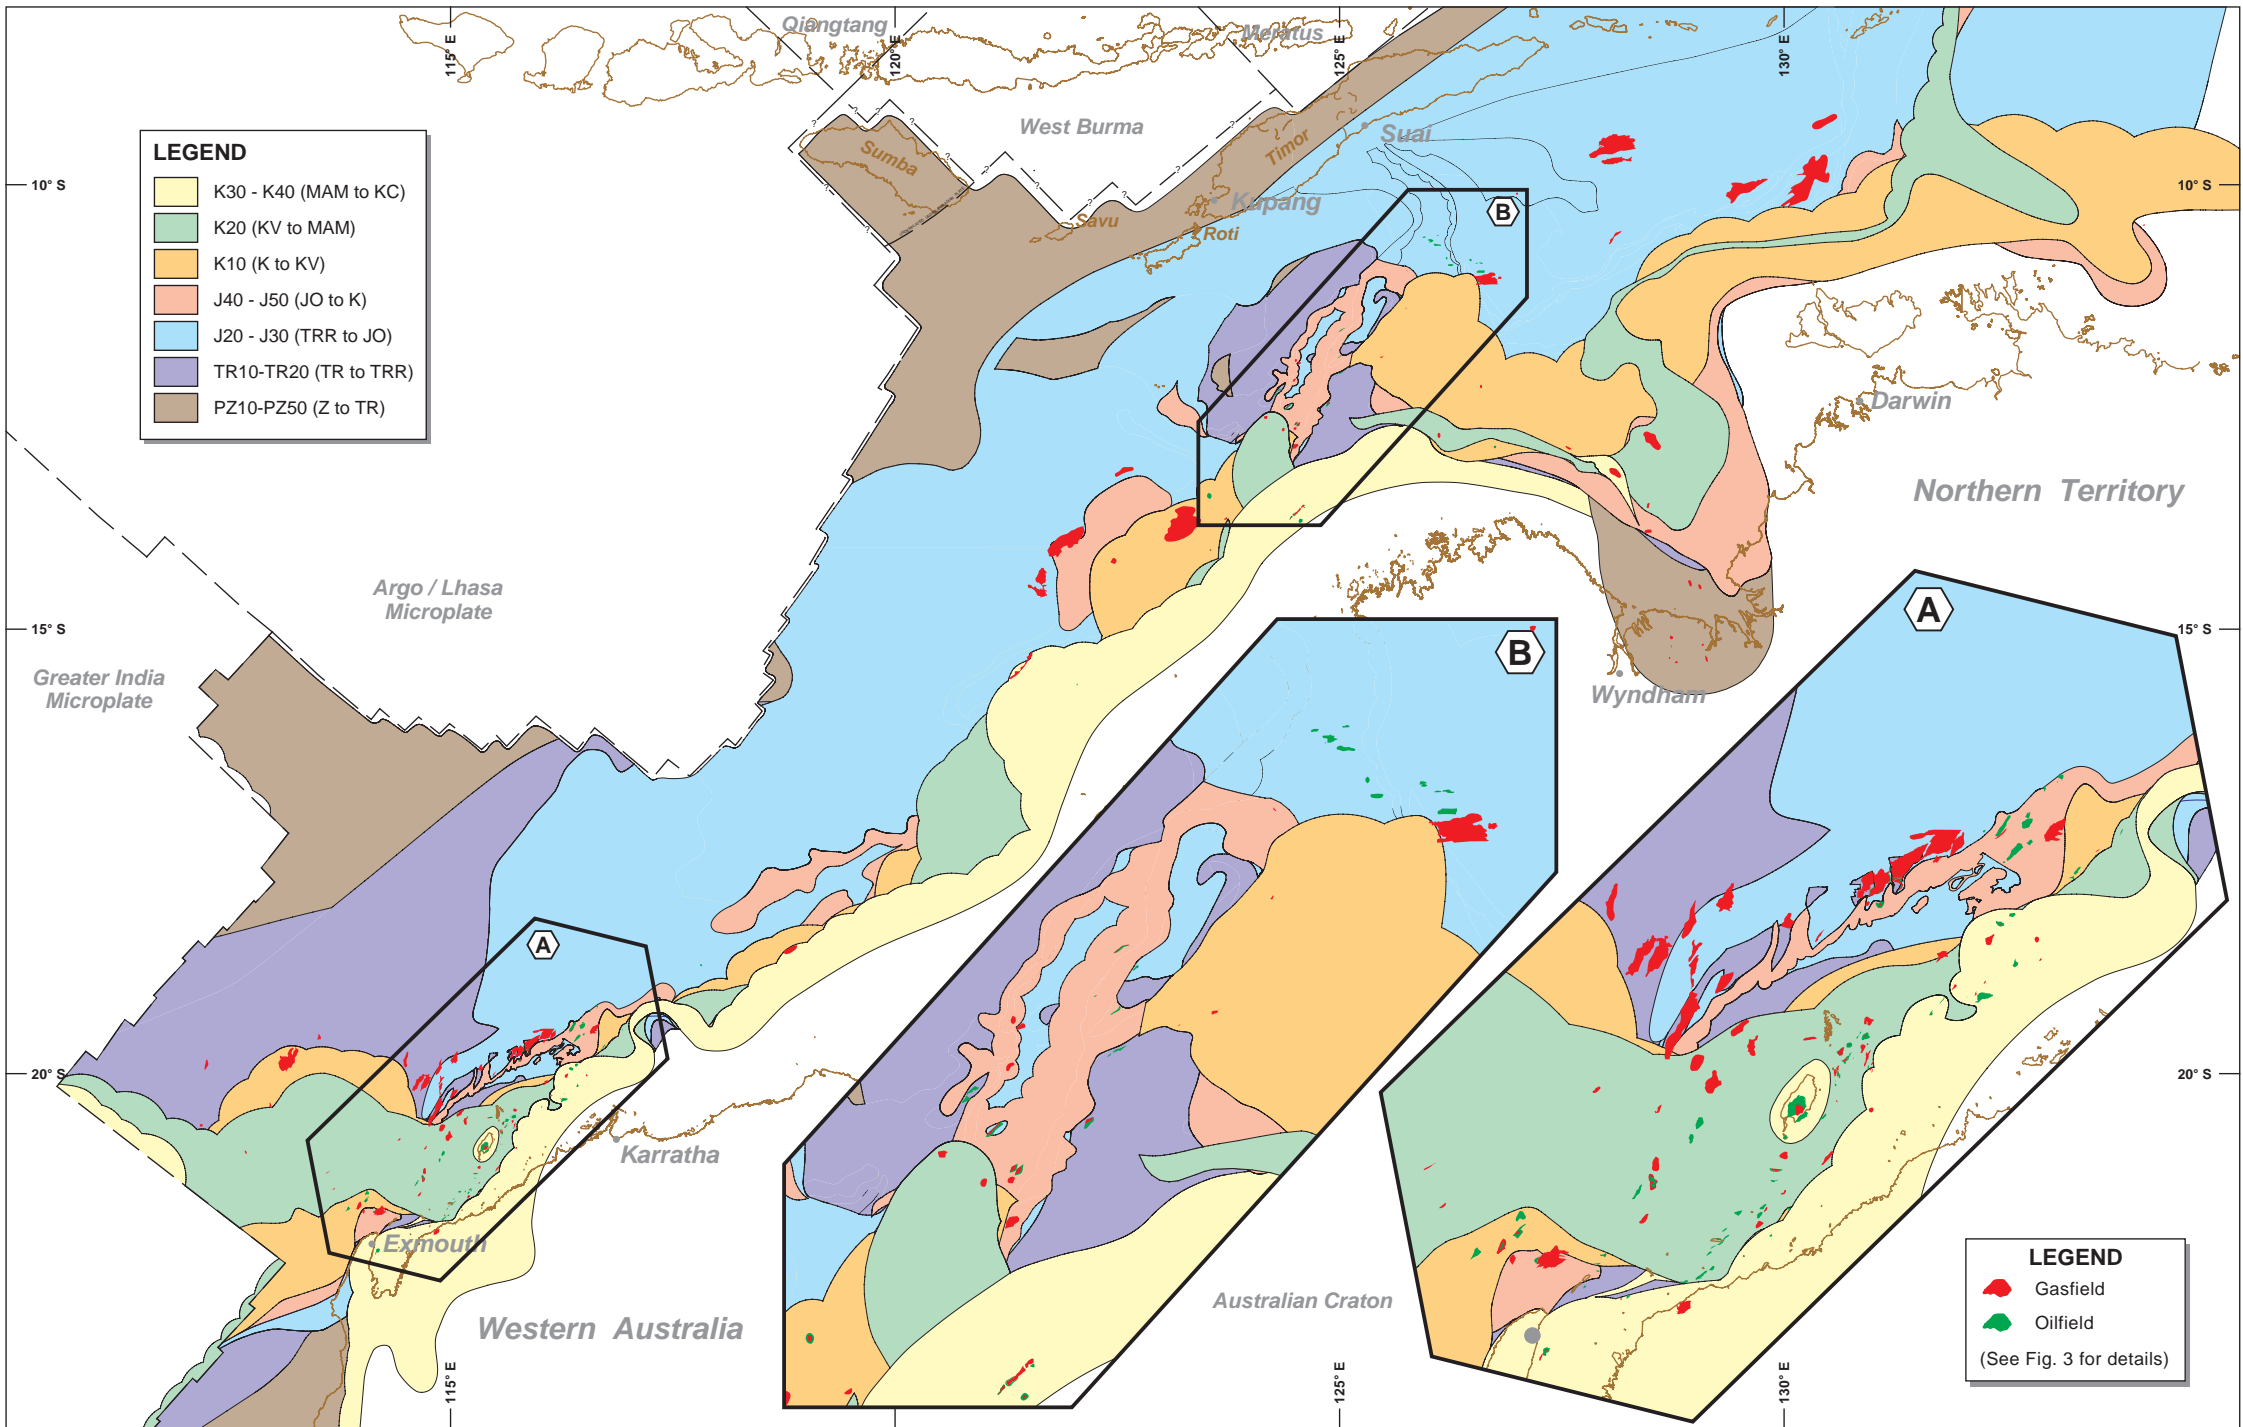 Qiangtang
Meratus
115° E
120° E
125° E
130° E
West Burma
Suai
Timor
Sumba
LEGEND
K30 - K40 (MAM to KC)
K20 (KV to MAM)
K10 (K to KV)
J40 - J50 (JO to K)
J20 - J30 (TRR to JO)
TR10-TR20 (TR to TRR)
PZ10-PZ50 (Z to TR)
10° S
10° S
Kupang
B
Savu
Roti
Darwin
Northern Territory
Argo / Lhasa
Microplate
Greater India
Microplate
15° S
15° S
A
B
Wyndham
A
20° S
20° S
Karratha
Exmouth
Western Australia
Australian Craton
LEGEND
Gasfield
Oilfield
(See Fig. 3 for details)
115° E
125° E
130° E